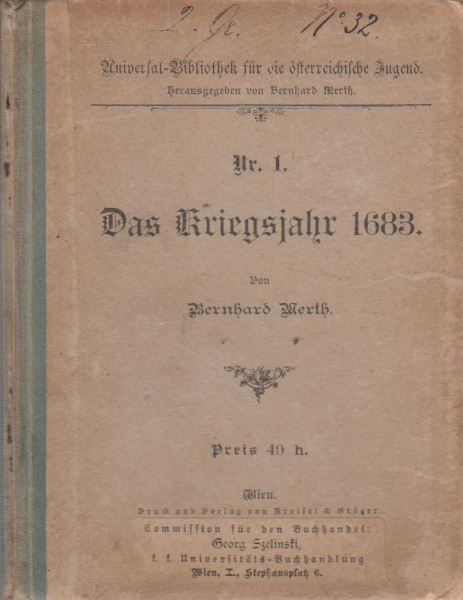 2. Gr. No. 32
Universal-Bibliothek für die österreichische Jugend.
Herausgegeben von Bernhard Merth.
Nr. 1.
Das Kriegsjahr 1683.
Von
Bernhard Merth.
Preis 40 h.
Wien.
Druck und Verlag von Kreisel & Gröger
Commission für den Buchhandel:
Georg Szelinski,
k. k. Universitäts-Buchhandlung
Wien, I., Stephansplatz 6.